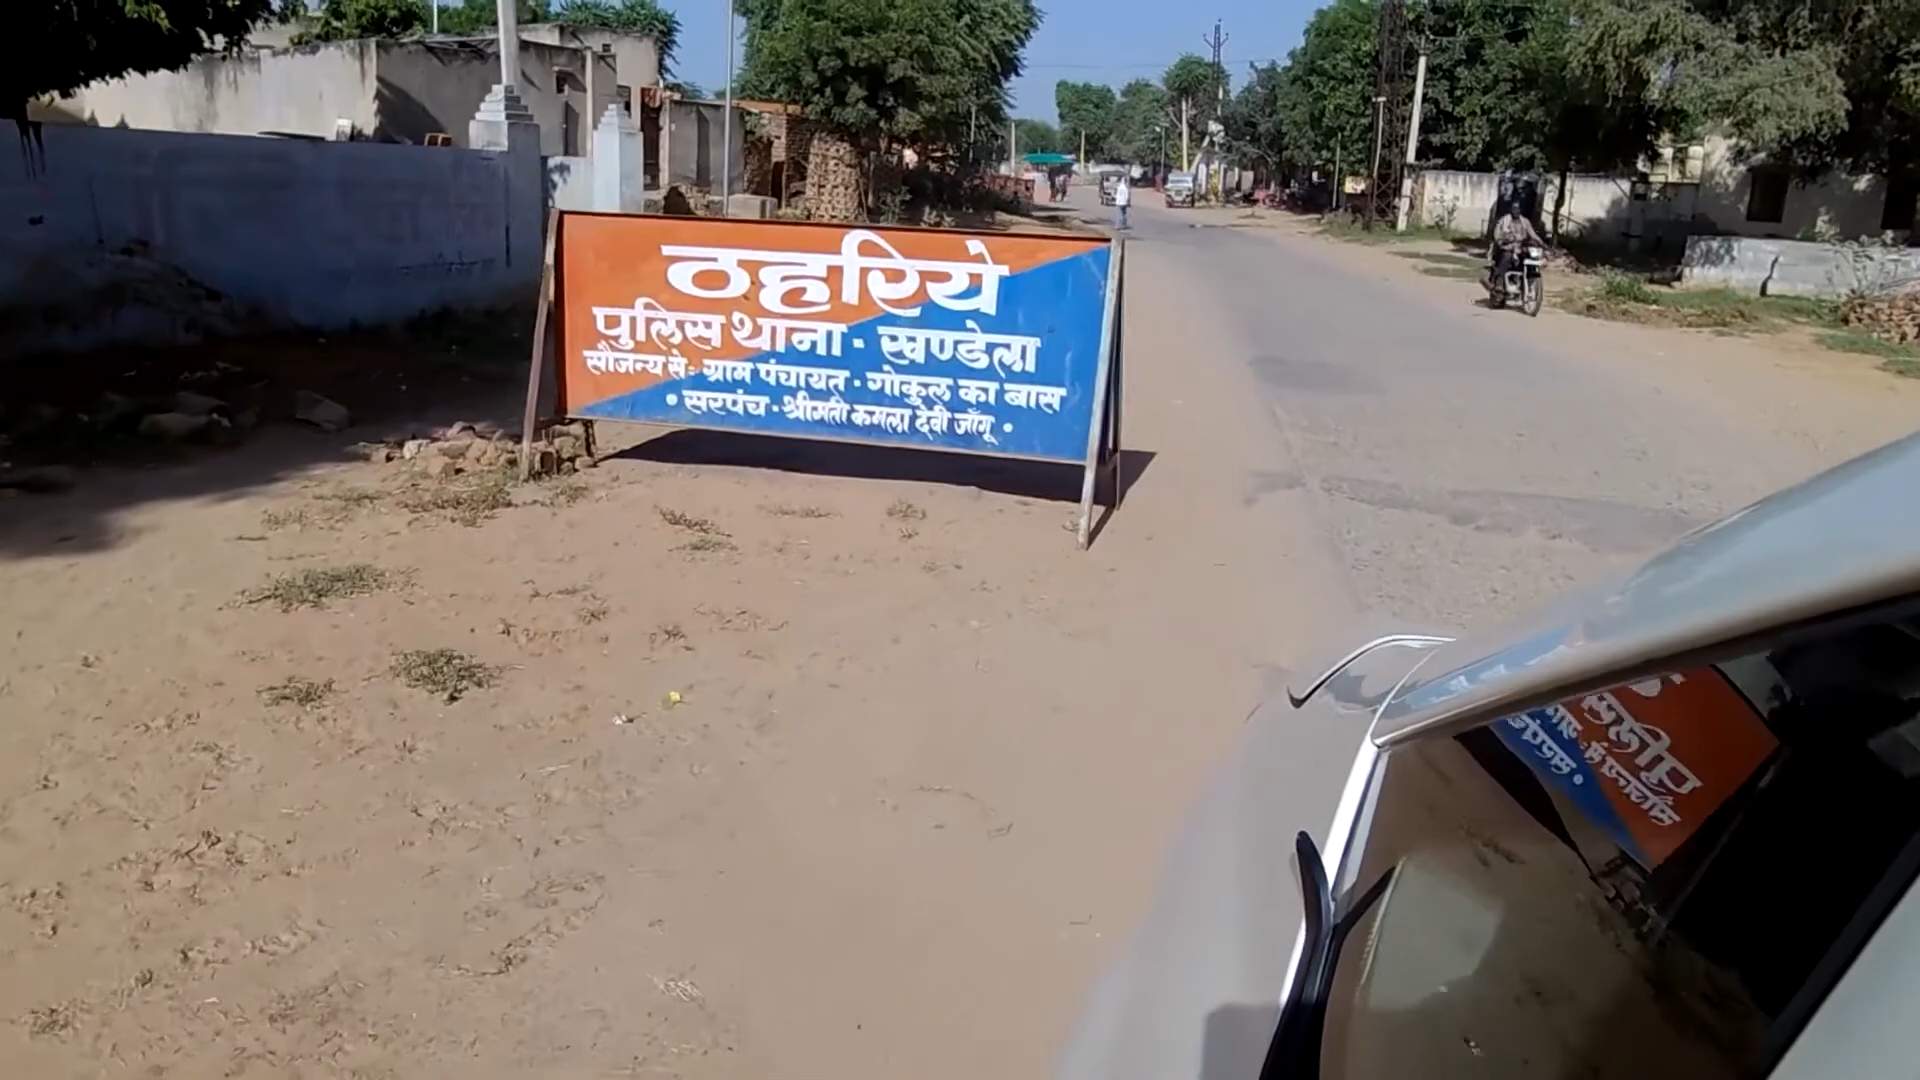 ठहरिये
पुलिस थाना - खण्डेला
सौजन्य से - ग्राम पंचायत - गोकुल का बास
• सरपंच - श्रीमती कमला देवी जाँगू •